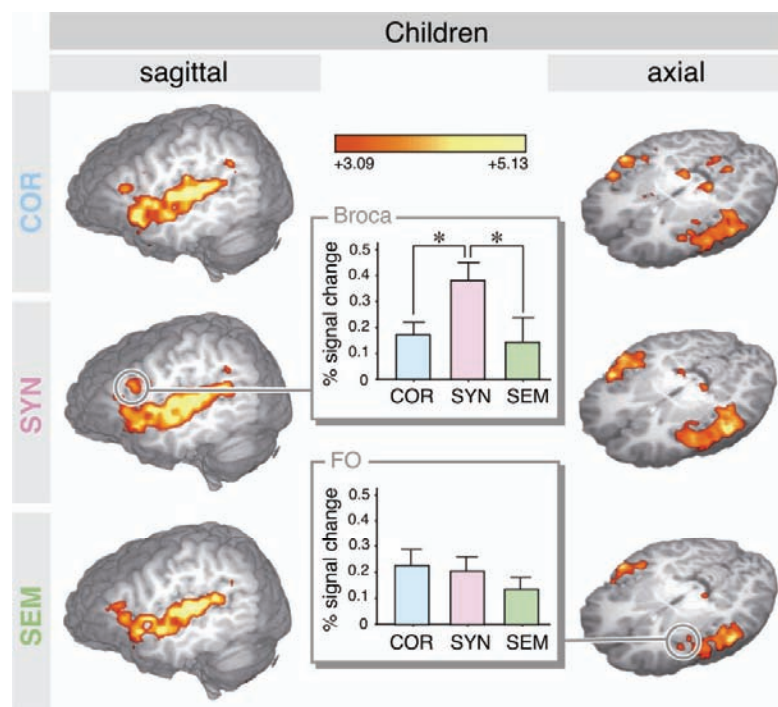 Children
sagittal
axial
COR
+3.09 +5.13
Broca
% signal change
0.5
0.4
0.3
0.2
0.1
0
* *
COR SYN SEM
SYN
FO
% signal change
0.5
0.4
0.3
0.2
0.1
0
COR SYN SEM
SEM